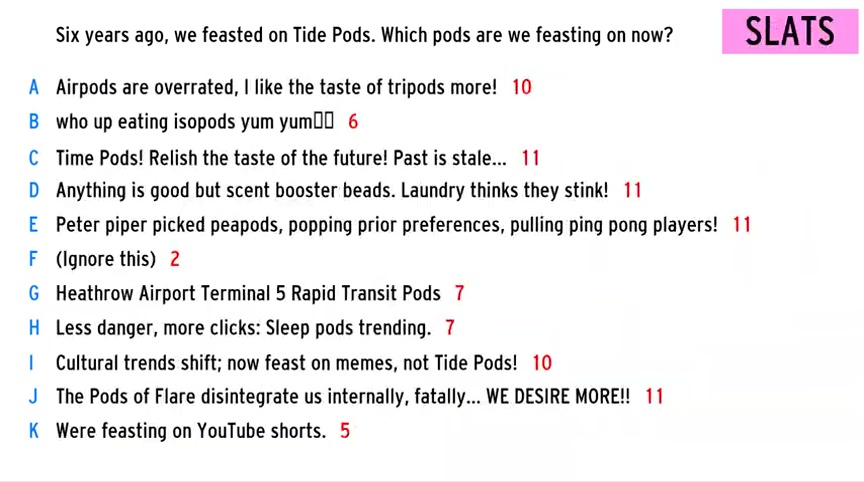 Six years ago, we feasted on Tide Pods. Which pods are we feasting on now?
SLATS
A Airpods are overrated, I like the taste of tripods more! 10
B who up eating isopods yum yum▯▯ 6
C Time Pods! Relish the taste of the future! Past is stale... 11
D Anything is good but scent booster beads. Laundry thinks they stink! 11
E Peter piper picked peapods, popping prior preferences, pulling ping pong players! 11
F (Ignore this) 2
G Heathrow Airport Terminal 5 Rapid Transit Pods 7
H Less danger, more clicks: Sleep pods trending. 7
I Cultural trends shift; now feast on memes, not Tide Pods! 10
J The Pods of Flare disintegrate us internally, fatally... WE DESIRE MORE!! 11
K Were feasting on YouTube shorts. 5